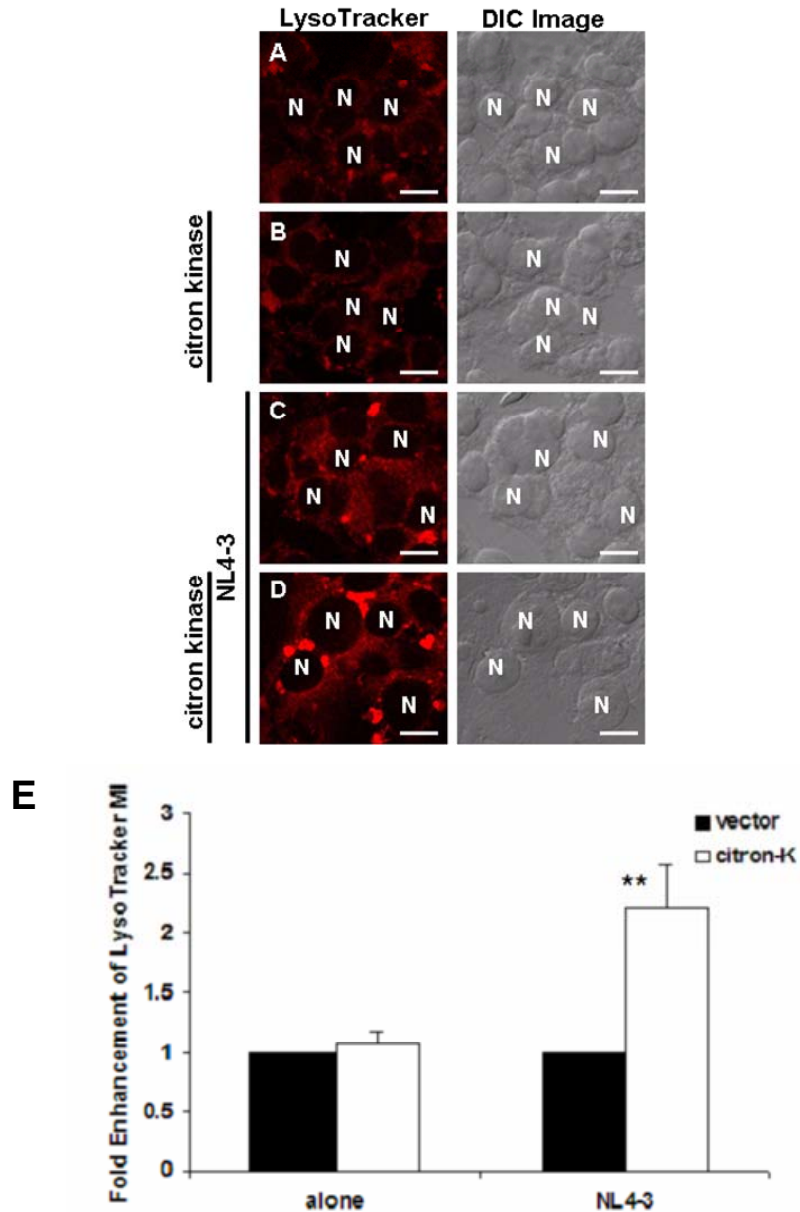 LysoTracker DIC Image
A
N N N N
N N N N
citron kinase
B
N N N N
N N N N
NL4-3
C
N N N N
N N N N
citron kinase
D
N N N N
N N N N
E
Fold Enhancement of LysoTracker MI
3
2.5
2
1.5
1
0.5
0
vector
citron-K
**
alone NL4-3